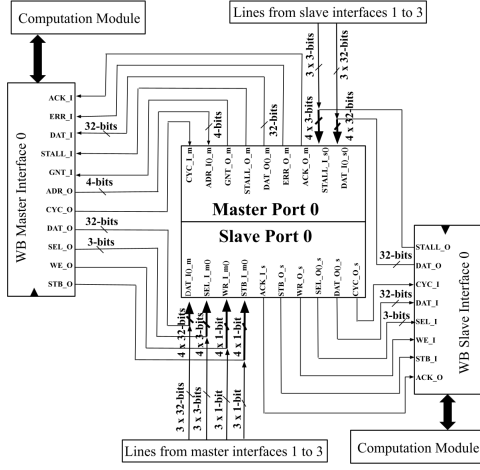 Computation Module
Lines from slave interfaces 1 to 3
3 x 3-bits
3 x 32-bits
WB Master Interface 0
ACK_I
ERR_I
DAT_I
STALL_I
GNT_I
ADR_O
CYC_O
DAT_O
SEL_O
WE_O
STB_O
32-bits
4-bits
32-bits
3-bits
4-bits
32-bits
4 x 3-bits
4 x 32-bits
CYC_I_m
ADR_I()_m
GNT_O_m
STALL_O_m
DAT_O()_m
ERR_O_m
ACK_O_m
STALL_I_s()
DAT_I()_s()
Master Port 0
Slave Port 0
DAT_I()_m
SEL_I_m()
WR_I_m()
STB_I_m()
ACK_I_s
STB_O_s
WR_O_s
SEL_O()_s
DAT_O()_s
CYC_O_s
4 x 32-bits
4 x 3-bits
4 x 1-bit
4 x 1-bit
3 x 32-bits
3 x 3-bits
3 x 1-bit
3 x 1-bit
Lines from master interfaces 1 to 3
32-bits
32-bits
3-bits
STALL_O
DAT_O
CYC_I
DAT_I
SEL_I
WE_I
STB_I
ACK_O
WB Slave Interface 0
Computation Module